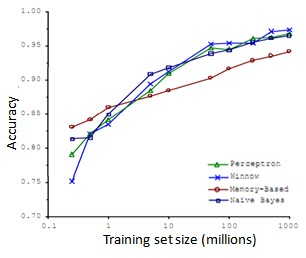 1.00
0.95
0.90
0.85
0.80
0.75
0.70
Accuracy
0.1 1 10 100 1000
Training set size (millions)
Perceptron
Winnow
Memory-Based
Naive Bayes